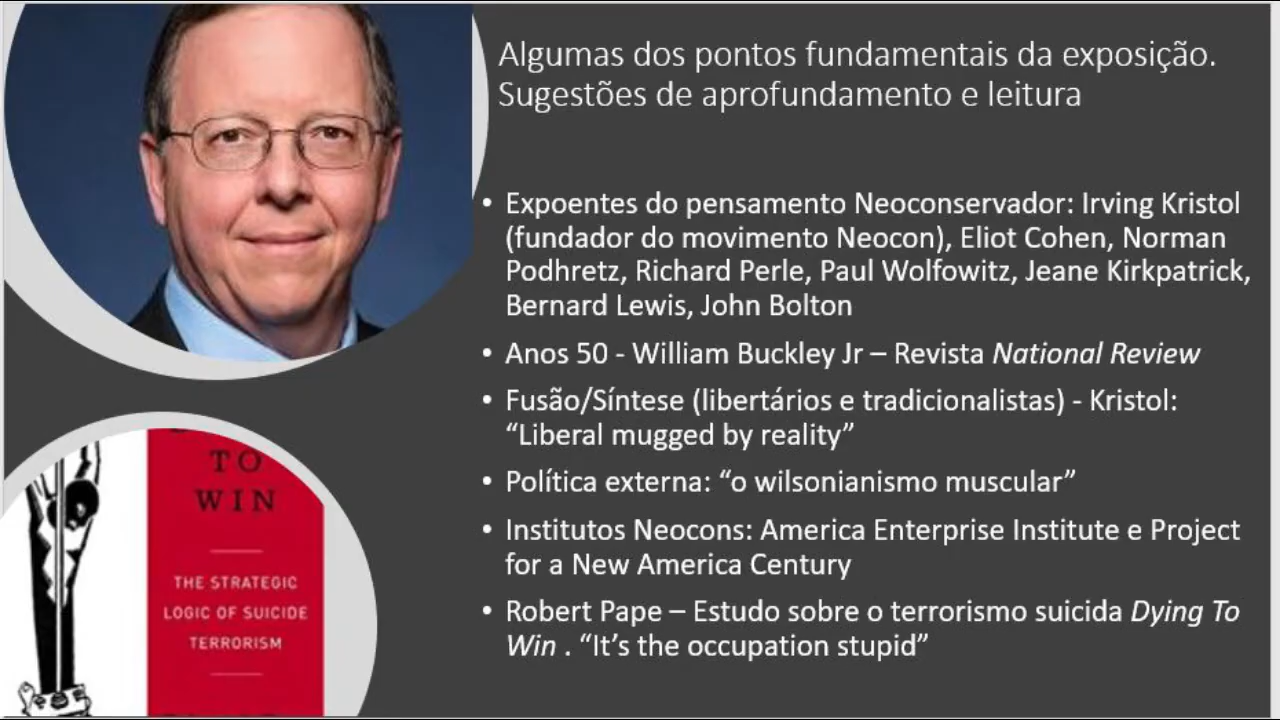 Algumas dos pontos fundamentais da exposição.
Sugestões de aprofundamento e leitura
• Expoentes do pensamento Neoconservador: Irving Kristol
(fundador do movimento Neocon), Eliot Cohen, Norman
Podhretz, Richard Perle, Paul Wolfowitz, Jeane Kirkpatrick,
Bernard Lewis, John Bolton
• Anos 50 - William Buckley Jr – Revista National Review
• Fusão/Síntese (libertários e tradicionalistas) - Kristol:
“Liberal mugged by reality”
• Política externa: “o wilsonianismo muscular”
• Institutos Neocons: America Enterprise Institute e Project
for a New America Century
• Robert Pape – Estudo sobre o terrorismo suicida Dying To
Win . “It’s the occupation stupid”
TO
WIN
THE STRATEGIC
LOGIC OF SUICIDE
TERRORISM